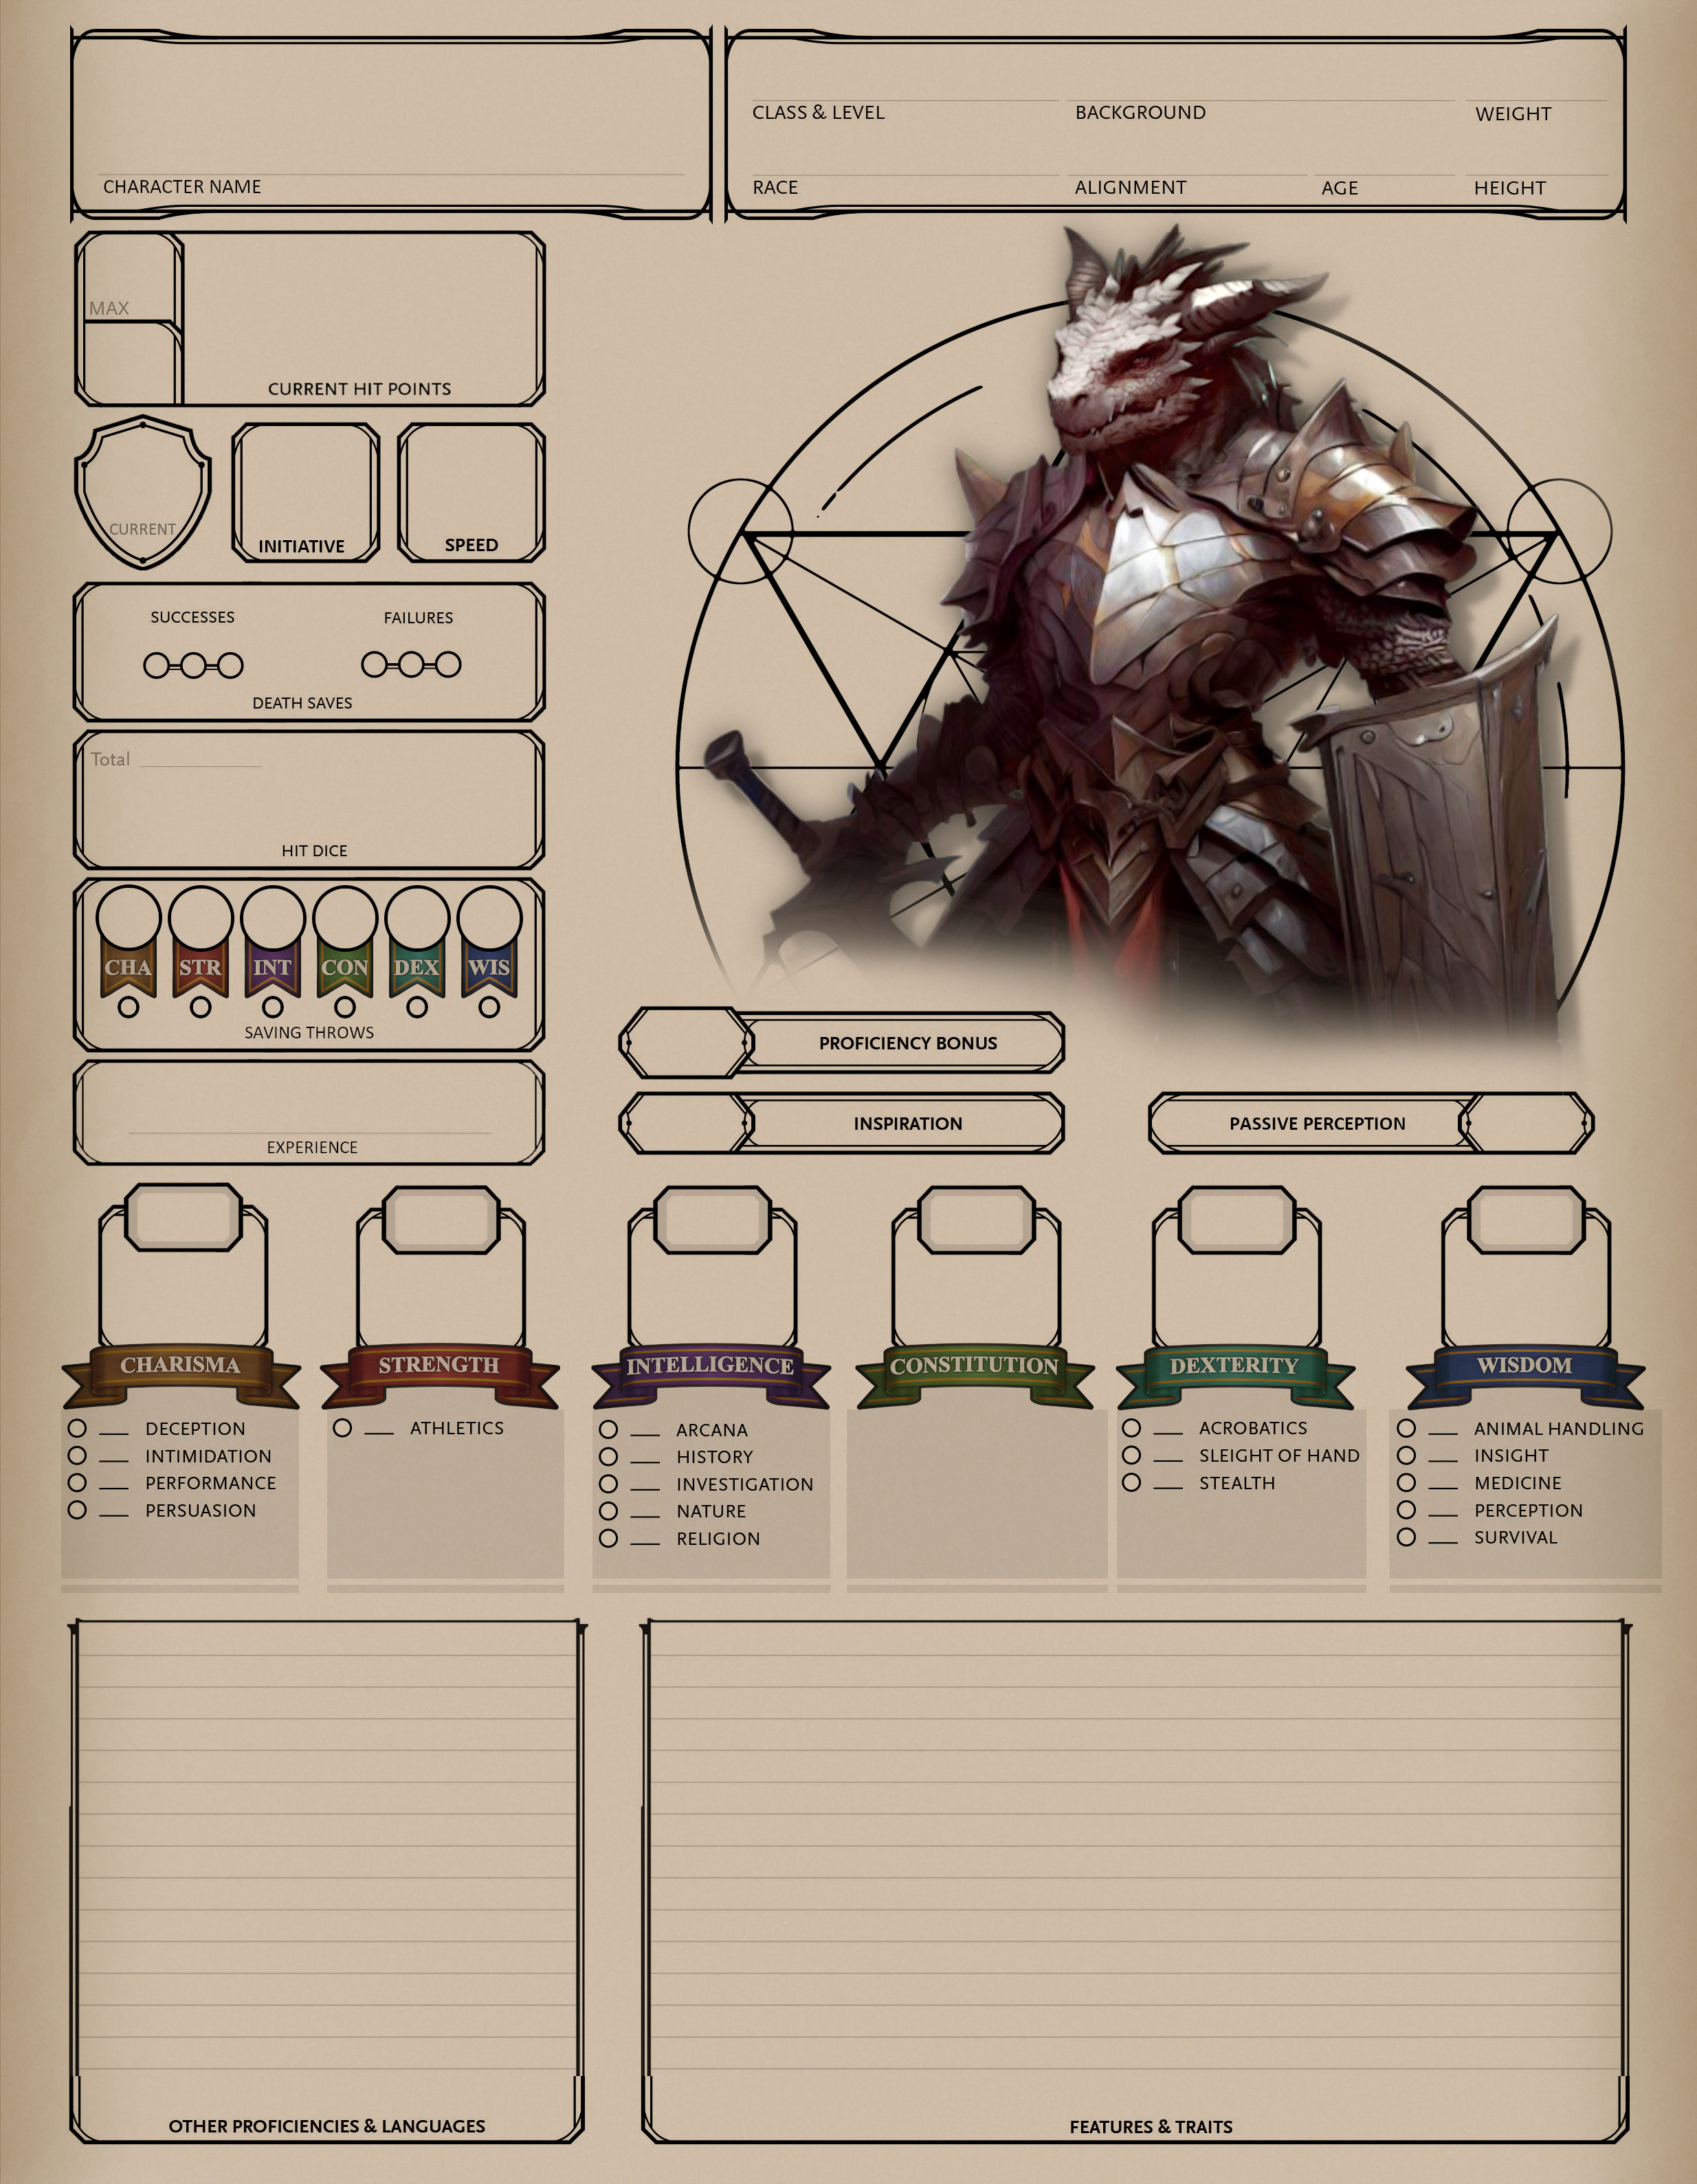 CLASS & LEVEL BACKGROUND WEIGHT
CHARACTER NAME
RACE ALIGNMENT AGE HEIGHT
MAX
CURRENT HIT POINTS
CURRENT
INITIATIVE
SPEED
SUCCESSES FAILURES
DEATH SAVES
Total
HIT DICE
CHA STR INT CON DEX WIS
SAVING THROWS
EXPERIENCE
PROFICIENCY BONUS
INSPIRATION
PASSIVE PERCEPTION
CHARISMA
DECEPTION
INTIMIDATION
PERFORMANCE
PERSUASION
STRENGTH
ATHLETICS
INTELLIGENCE
ARCANA
HISTORY
INVESTIGATION
NATURE
RELIGION
CONSTITUTION
DEXTERITY
ACROBATICS
SLEIGHT OF HAND
STEALTH
WISDOM
ANIMAL HANDLING
INSIGHT
MEDICINE
PERCEPTION
SURVIVAL
OTHER PROFICIENCIES & LANGUAGES
FEATURES & TRAITS